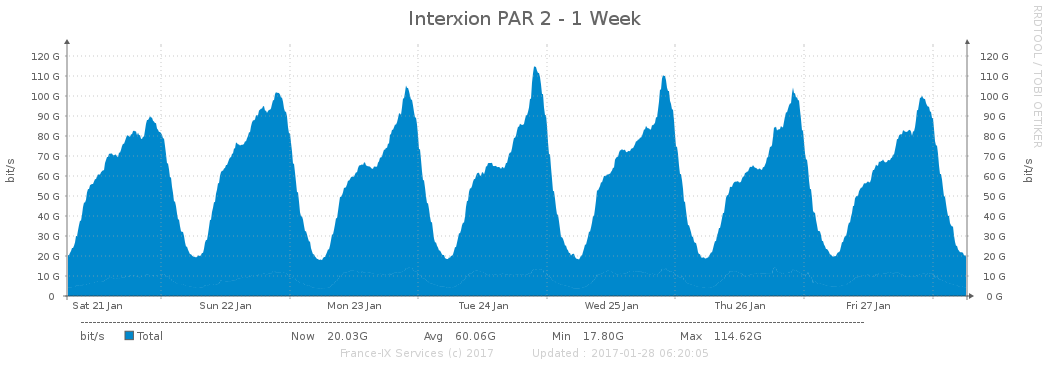 Interxion PAR 2 - 1 Week
RRDTOOL / TOBI OETIKER
120 G 120 G
110 G 110 G
100 G 100 G
90 G 90 G
80 G 80 G
70 G 70 G
60 G 60 G
50 G 50 G
40 G 40 G
30 G 30 G
20 G 20 G
10 G 10 G
0 0 G
bit/s
bit/s
Sat 21 Jan Sun 22 Jan Mon 23 Jan Tue 24 Jan Wed 25 Jan Thu 26 Jan Fri 27 Jan
bit/s Total Now 20.03G Avg 60.06G Min 17.80G Max 114.62G
France-IX Services (c) 2017 Updated : 2017-01-28 06:20:05